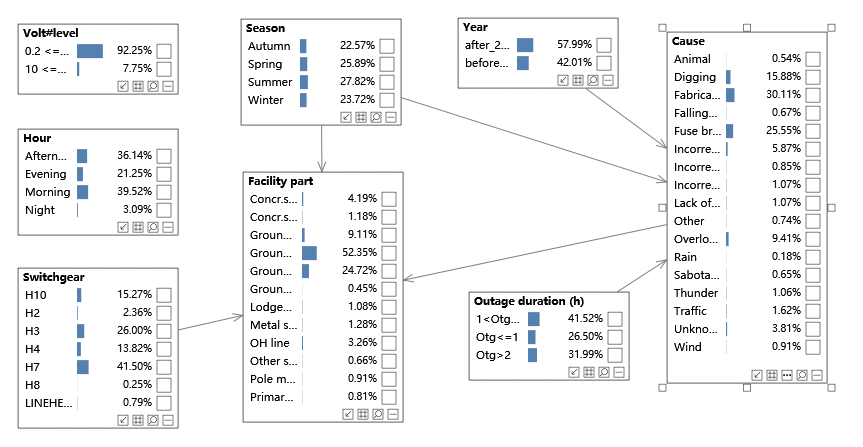 Volt#level
0.2 <=... 92.25%
10 <=... 7.75%
Hour
Aftern... 36.14%
Evening 21.25%
Morning 39.52%
Night 3.09%
Switchgear
H10 15.27%
H2 2.36%
H3 26.00%
H4 13.82%
H7 41.50%
H8 0.25%
LINEHE... 0.79%
Season
Autumn 22.57%
Spring 25.89%
Summer 27.82%
Winter 23.72%
Facility part
Concr.s... 4.19%
Concr.s... 1.18%
Groun... 9.11%
Groun... 52.35%
Groun... 24.72%
Groun... 0.45%
Lodge... 1.08%
Metal s... 1.28%
OH line 3.26%
Other s... 0.66%
Pole m... 0.91%
Primar... 0.81%
Year
after_2... 57.99%
before... 42.01%
Outage duration (h)
1<Otg... 41.52%
Otg<=1 26.50%
Otg>2 31.99%
Cause
Animal 0.54%
Digging 15.88%
Fabrica... 30.11%
Falling... 0.67%
Fuse br... 25.55%
Incorre... 5.87%
Incorre... 0.85%
Incorre... 1.07%
Lack of... 1.07%
Other 0.74%
Overlo... 9.41%
Rain 0.18%
Sabota... 0.65%
Thunder 1.06%
Traffic 1.62%
Unkno... 3.81%
Wind 0.91%